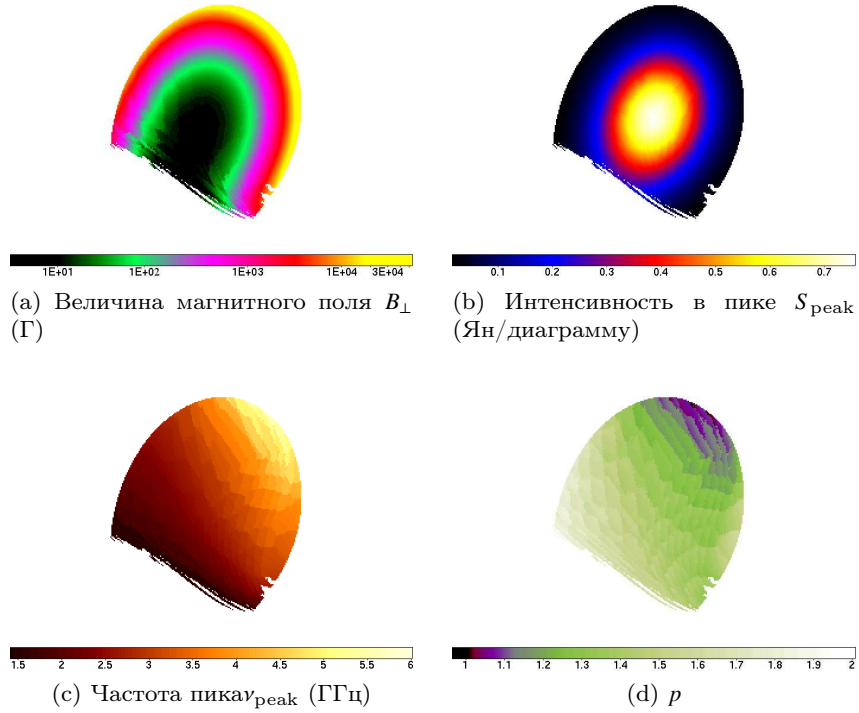 1E+01 1E+02 1E+03 1E+04 3E+04
0.1 0.2 0.3 0.4 0.5 0.6 0.7
(a) Величина магнитного поля B⊥
(Г)
(b) Интенсивность в пике Speak
(Ян/диаграмму)
1.5 2 2.5 3 3.5 4 4.5 5 5.5 6
1 1.1 1.2 1.3 1.4 1.5 1.6 1.7 1.8 1.9 2
(c) Частота пикаνpeak (ГГц)
(d) p